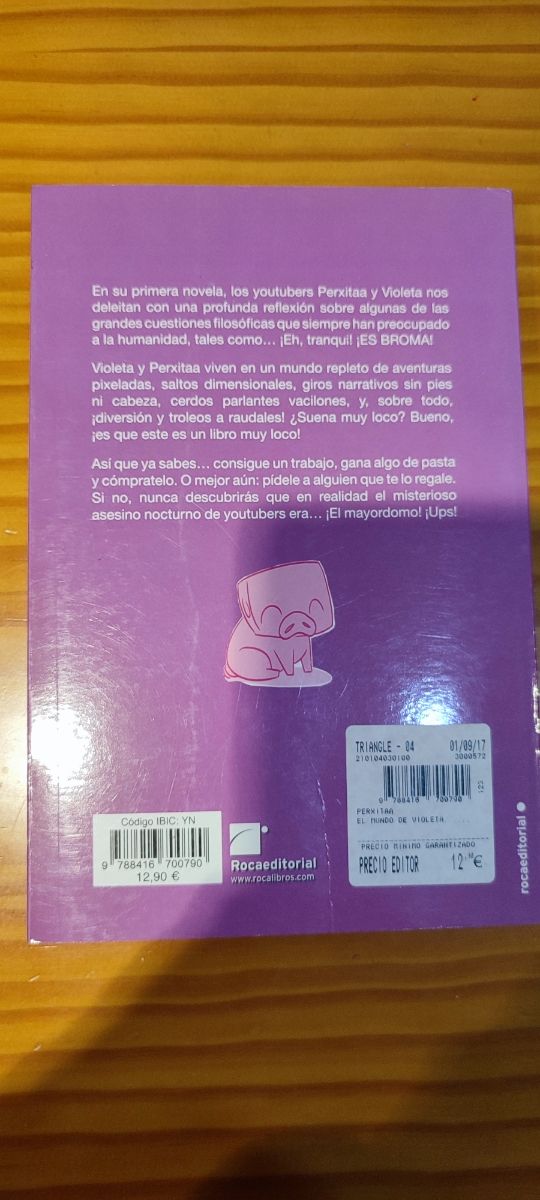 En su primera novela, los youtubers Perxitaa y Violeta nos
deleitan con una profunda reflexión sobre algunas de las
grandes cuestiones filosóficas que siempre han preocupado
a la humanidad, tales como... ¡Eh, tranqui! ¡ES BROMA!
Violeta y Perxitaa viven en un mundo repleto de aventuras
pixeladas, saltos dimensionales, giros narrativos sin pies
ni cabeza, cerdos parlantes vacilones, y, sobre todo,
¡diversión y troleos a raudales! ¿Suena muy loco? Bueno,
¡es que este es un libro muy loco!
Así que ya sabes... consigue un trabajo, gana algo de pasta
y cómpratelo. O mejor aún: pídele a alguien que te lo regale.
Si no, nunca descubrirás que en realidad el misterioso
asesino nocturno de youtubers era... ¡El mayordomo! ¡Ups!
Código IBIC: YN
9 788416 700790
12,90 €
Rocaeditorial
www.rocalibros.com
TRIANGLE - 04 01/09/17
210104030100 3000572
9 788416 700790
123
PERXITAA
EL MUNDO DE VIOLETA ....
PRECIO MINIMO GARANTIZADO
PRECIO EDITOR 12,90€
rocaeditorial